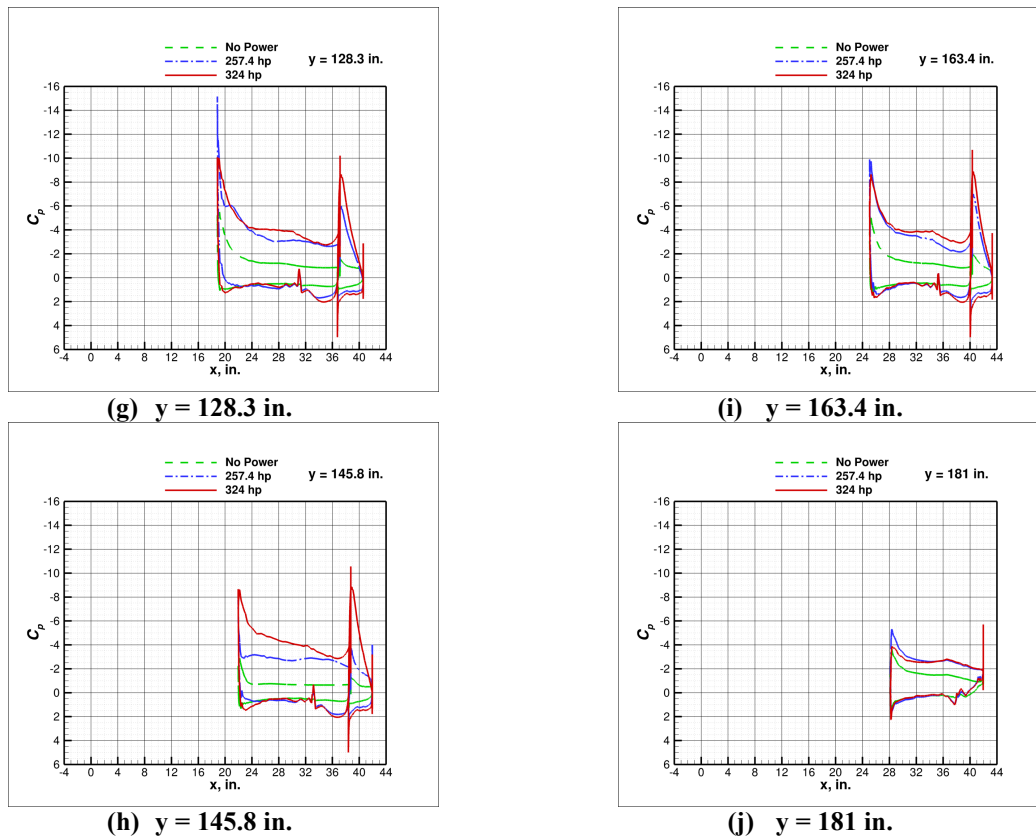 No Power
257.4 hp
324 hp
y = 128.3 in.
-16
-14
-12
-10
-8
-6
-4
-2
0
2
4
6
Cp
-4 0 4 8 12 16 20 24 28 32 36 40 44
x, in.
(g) y = 128.3 in.
No Power
257.4 hp
324 hp
y = 163.4 in.
-16
-14
-12
-10
-8
-6
-4
-2
0
2
4
6
Cp
-4 0 4 8 12 16 20 24 28 32 36 40 44
x, in.
(i) y = 163.4 in.
No Power
257.4 hp
324 hp
y = 145.8 in.
-16
-14
-12
-10
-8
-6
-4
-2
0
2
4
6
Cp
-4 0 4 8 12 16 20 24 28 32 36 40 44
x, in.
(h) y = 145.8 in.
No Power
257.4 hp
324 hp
y = 181 in.
-16
-14
-12
-10
-8
-6
-4
-2
0
2
4
6
Cp
-4 0 4 8 12 16 20 24 28 32 36 40 44
x, in.
(j) y = 181 in.